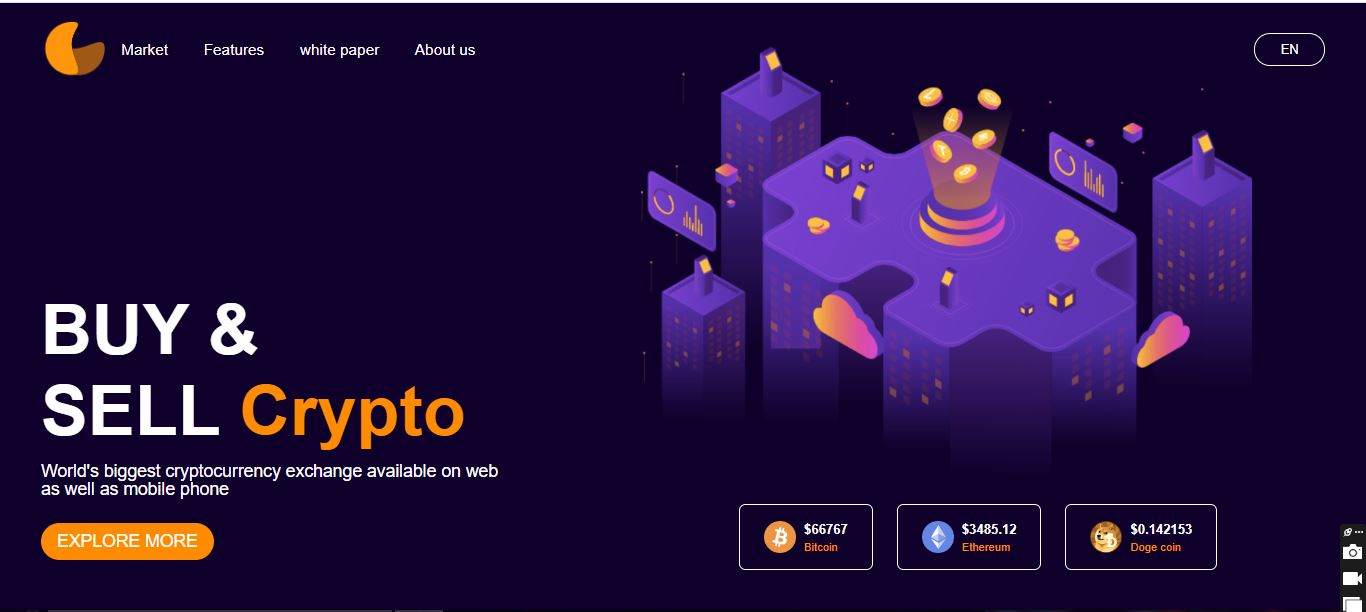 Market Features white paper About us EN
BUY &
SELL Crypto
World's biggest cryptocurrency exchange available on web
as well as mobile phone
EXPLORE MORE
$66767
Bitcoin
$3485.12
Ethereum
$0.142153
Doge coin